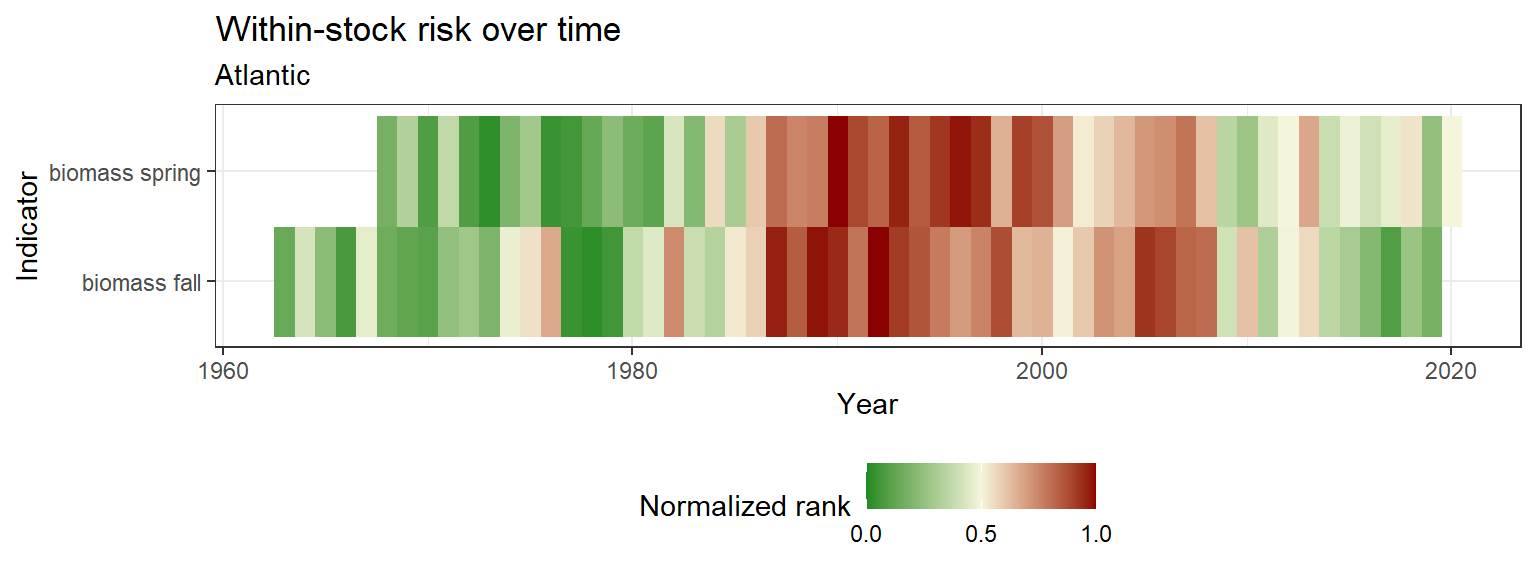 Within-stock risk over time
Atlantic
Indicator
biomass spring
biomass fall
1960 1980 2000 2020
Year
Normalized rank
0.0 0.5 1.0